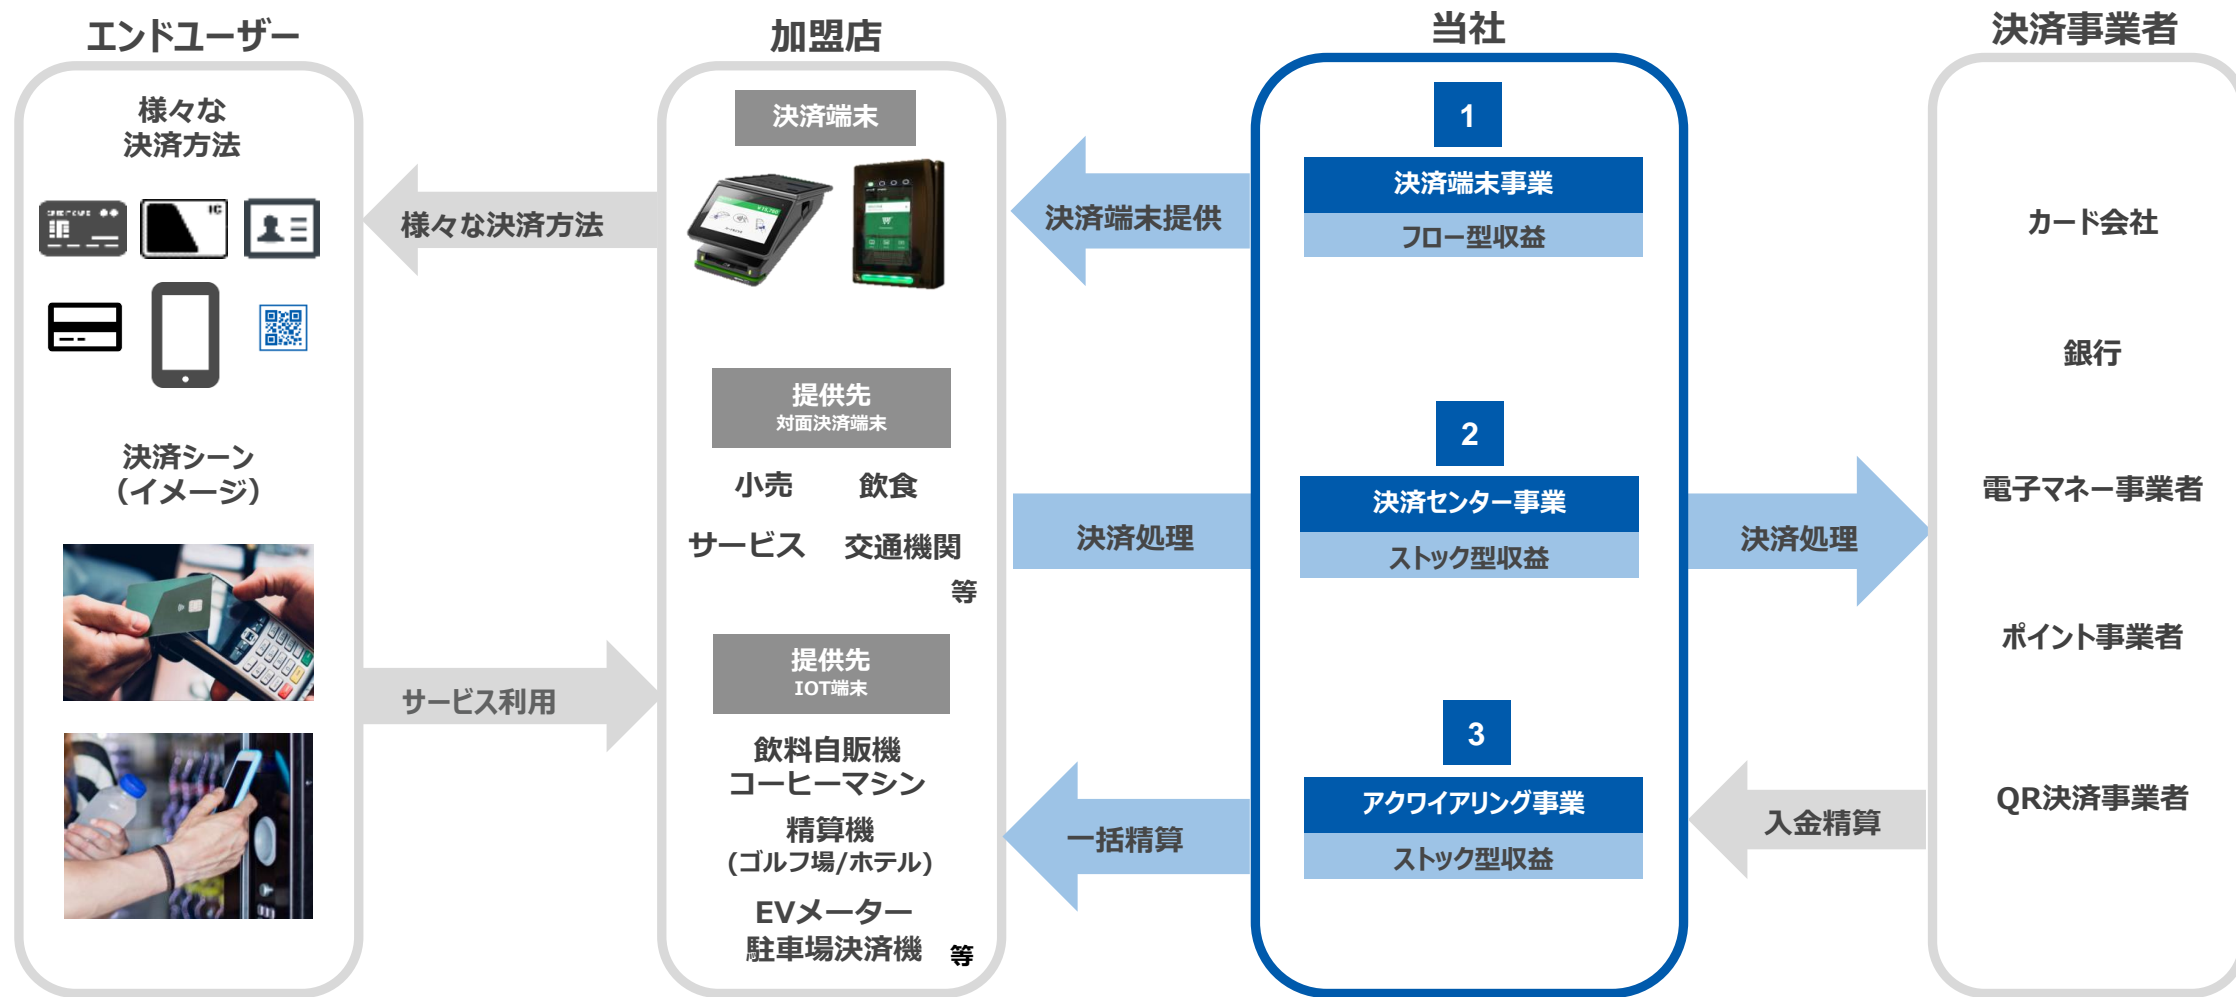 エンドユーザー
様々な
決済方法
決済シーン
（イメージ）
様々な決済方法
サービス利用
加盟店
決済端末
提供先
対面決済端末
小売
飲食
サービス
交通機関
等
提供先
IOT端末
飲料自販機
コーヒーマシン
精算機
(ゴルフ場/ホテル)
EVメーター
駐車場決済機
等
決済端末提供
決済処理
一括精算
当社
1
決済端末事業
フロー型収益
2
決済センター事業
ストック型収益
3
アクワイアリング事業
ストック型収益
決済処理
入金精算
決済事業者
カード会社
銀行
電子マネー事業者
ポイント事業者
QR決済事業者
IC